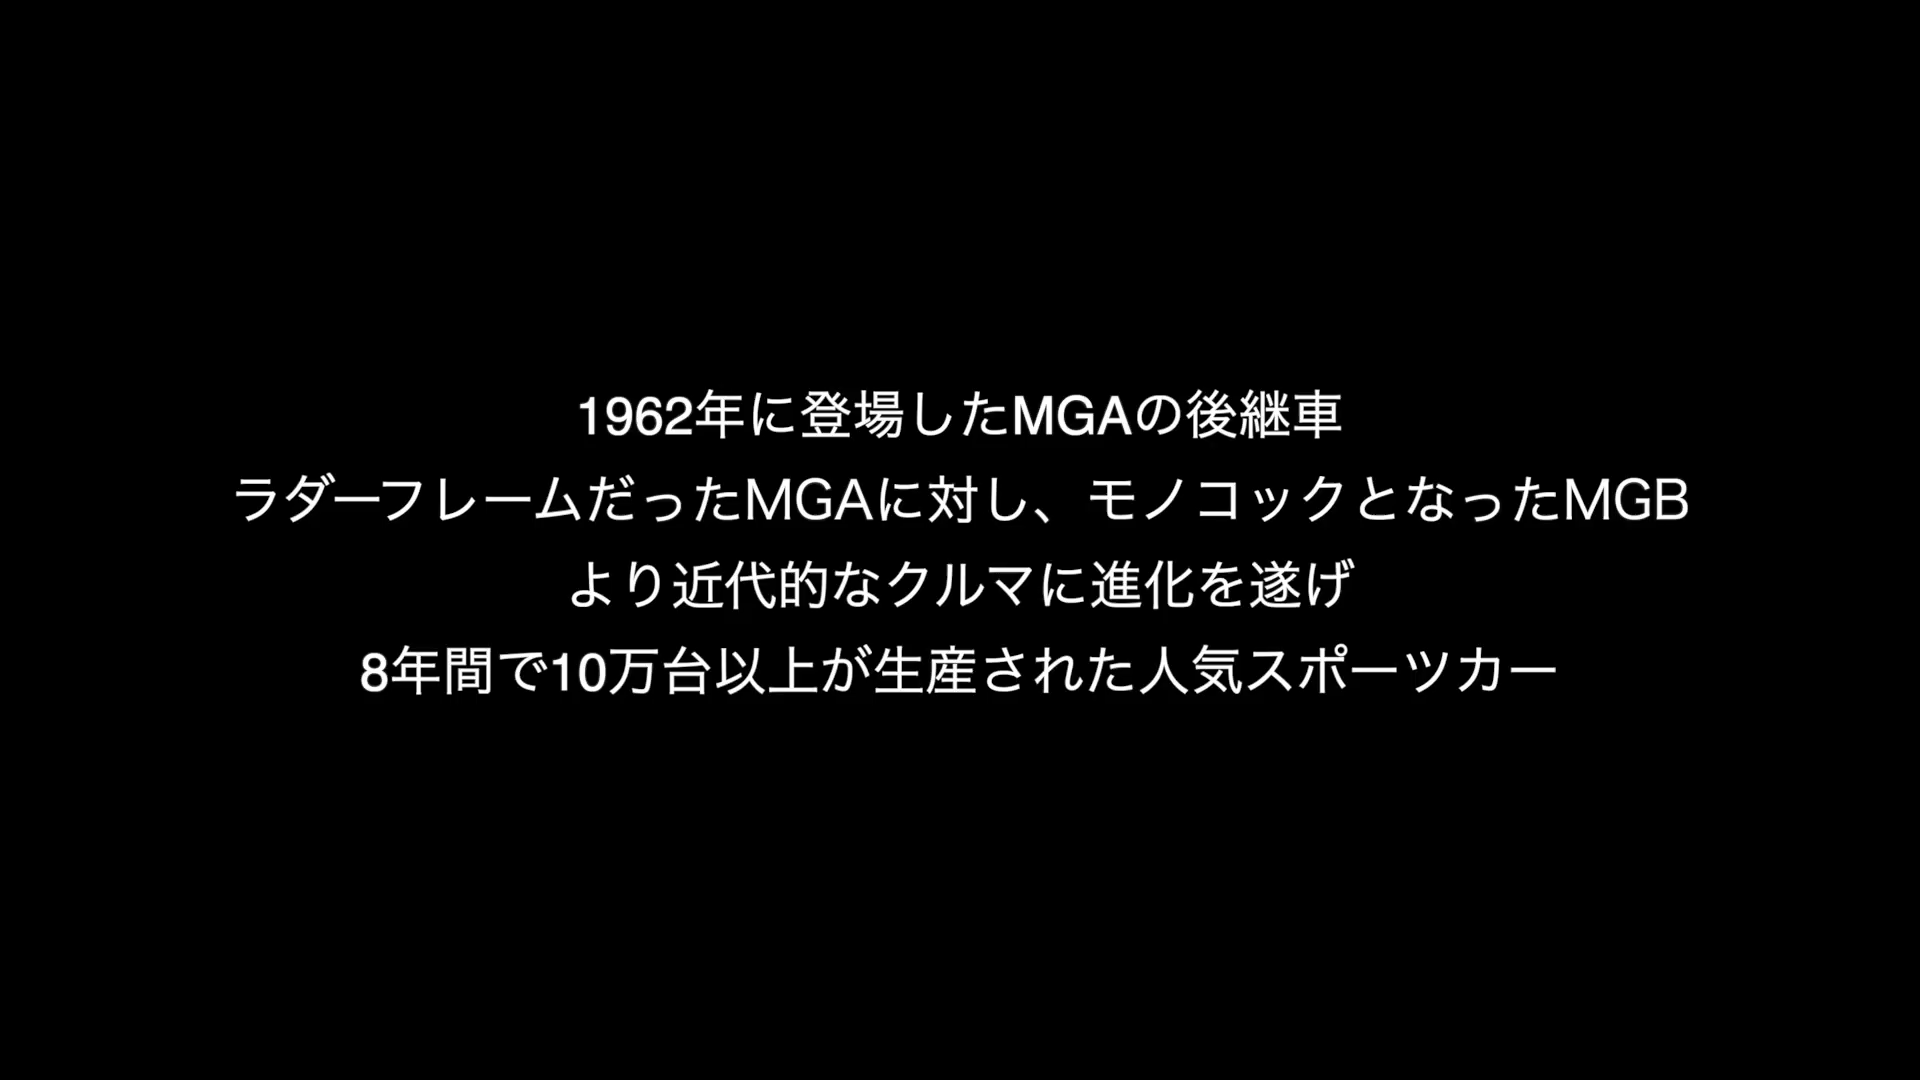 1962年に登場したMGAの後継車
ラダーフレームだったMGAに対し、モノコックとなったMGB
より近代的なクルマに進化を遂げ
8年間で10万台以上が生産された人気スポーツカー